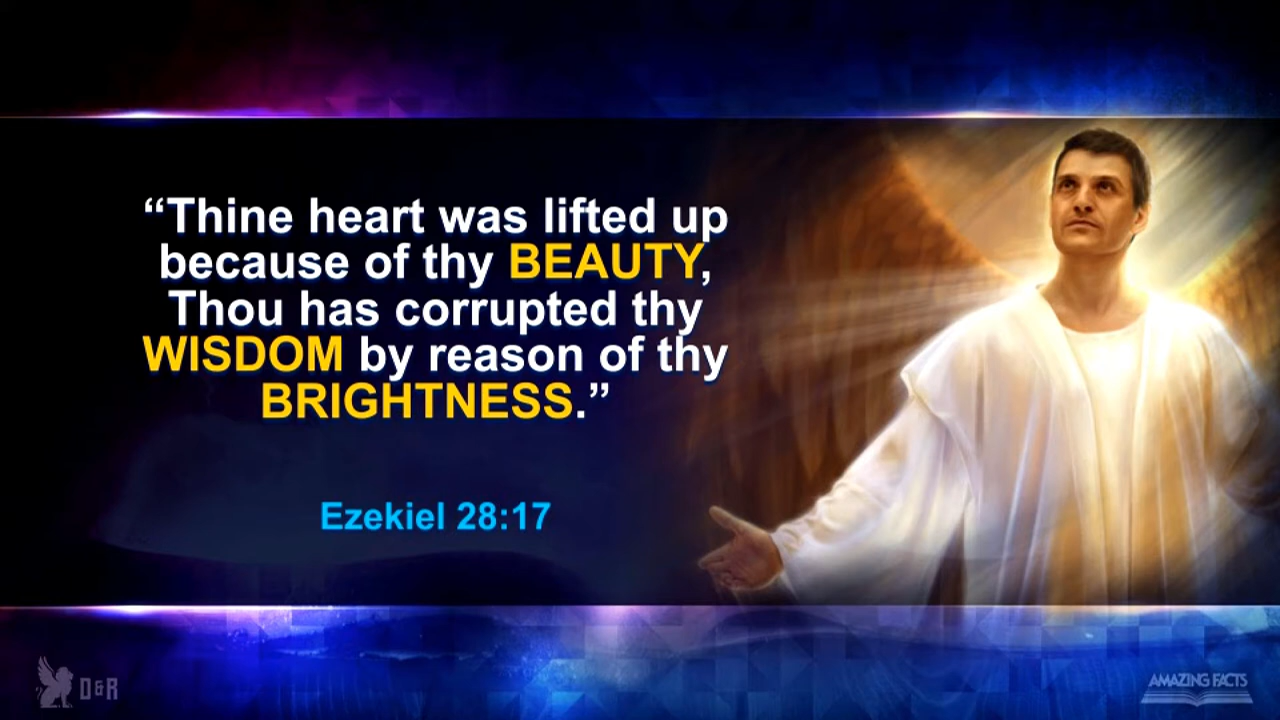 “Thine heart was lifted up
because of thy BEAUTY,
Thou has corrupted thy
WISDOM by reason of thy
BRIGHTNESS.”
Ezekiel 28:17
D&R
AMAZING FACTS